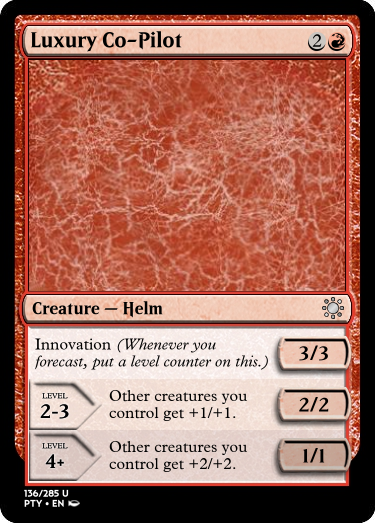 Luxury Co-Pilot 2
Creature — Helm
Innovation (Whenever you
forecast, put a level counter on this.)
3/3
LEVEL
2-3
Other creatures you
control get +1/+1.
2/2
LEVEL
4+
Other creatures you
control get +2/+2.
1/1
136/285 U
PTY • EN